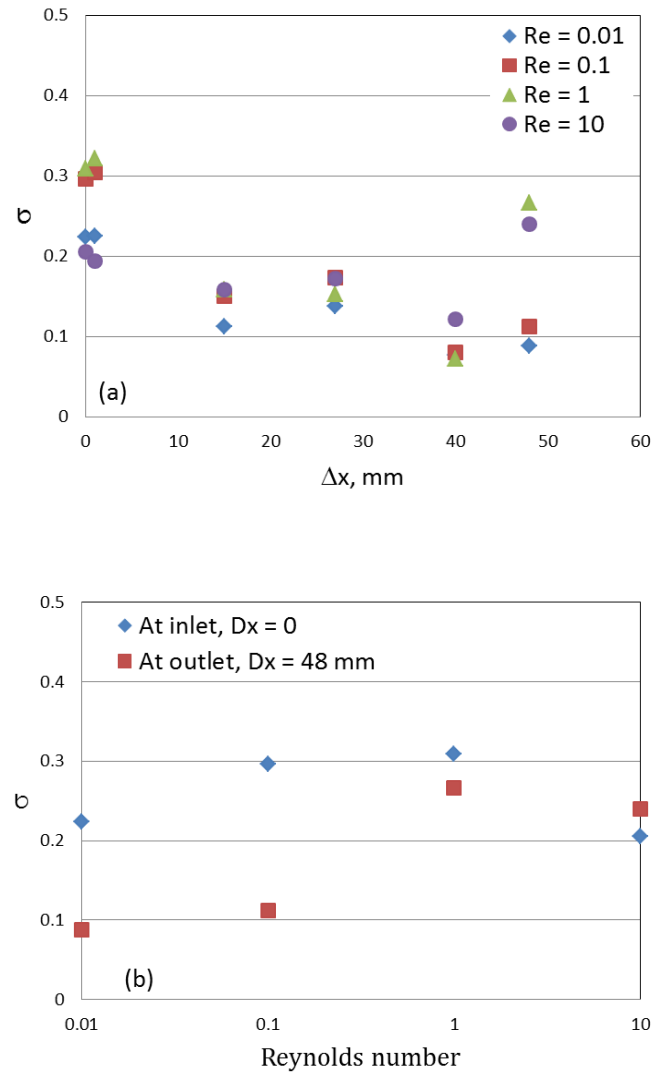 0.5
Re = 0.01
Re = 0.1
0.4
Re = 1
Re = 10
0.3
σ
0.2
0.1
(a)
0
0 10 20 30 40 50 60
Δx, mm
0.5
At inlet, Dx = 0
At outlet, Dx = 48 mm
0.4
0.3
σ
0.2
0.1
(b)
0
0.01 0.1 1 10
Reynolds number